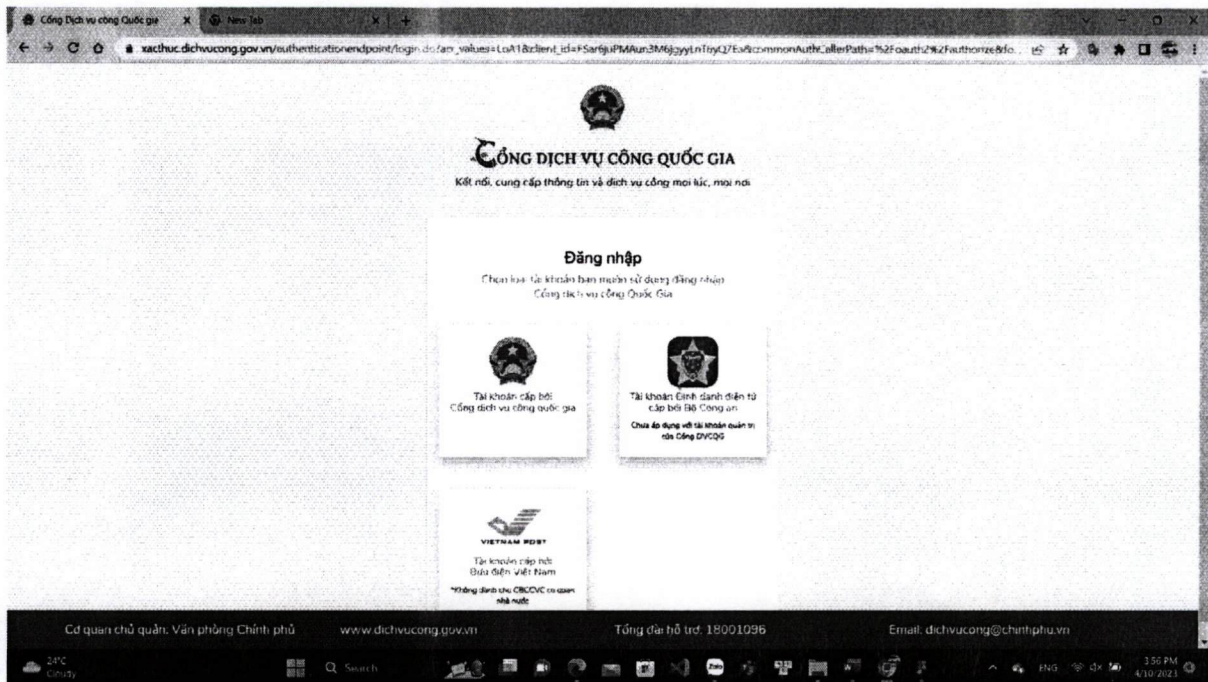 Cổng Dịch vụ công Quốc gia
New Tab
xacthuc.dichvucong.gov.vn/authenticationendpoint/login.do?
CỔNG DỊCH VỤ CÔNG QUỐC GIA
Kết nối, cung cấp thông tin và dịch vụ công mọi lúc, mọi nơi
Đăng nhập
Chọn loại tài khoản bạn muốn sử dụng đăng nhập
Cổng dịch vụ công Quốc Gia
Tài khoản cấp bởi
Cổng dịch vụ công quốc gia
Tài khoản Định danh điện tử
cấp bởi Bộ Công an
Chưa áp dụng với tài khoản quản trị
của Cổng DVCQG
VIETNAM POST
Tài khoản cấp bởi
Bưu điện Việt Nam
*Không dành cho CBCCVC cơ quan
nhà nước
Cơ quan chủ quản: Văn phòng Chính phủ
www.dichvucong.gov.vn
Tổng đài hỗ trợ: 18001096
Email: dichvucong@chinhphu.vn
24°C
Cloudy
Search
Zalo
ENG
3:56 PM
4/10/2023